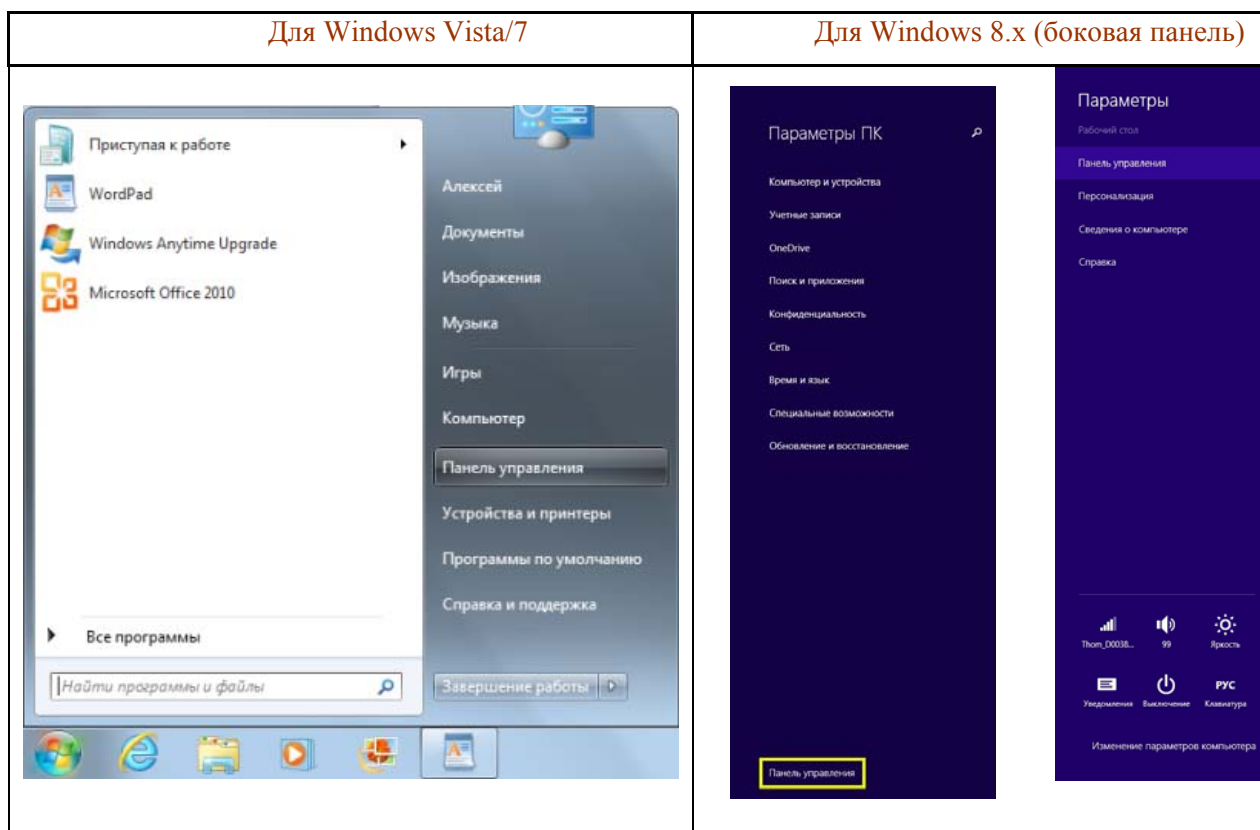 Для Windows Vista/7
Для Windows 8.x (боковая панель)
Приступая к работе
WordPad
Windows Anytime Upgrade
Microsoft Office 2010
Все программы
Найти программы и файлы
Алексей
Документы
Изображения
Музыка
Игры
Компьютер
Панель управления
Устройства и принтеры
Программы по умолчанию
Справка и поддержка
Завершение работы
Параметры ПК
Компьютер и устройства
Учетные записи
OneDrive
Поиск и приложения
Конфиденциальность
Сеть
Время и язык
Специальные возможности
Обновление и восстановление
Панель управления
Параметры
Рабочий стол
Панель управления
Персонализация
Сведения о компьютере
Справка
Thom_D0038... 99 Яркость
РУС
Уведомления Выключение Клавиатура
Изменение параметров компьютера